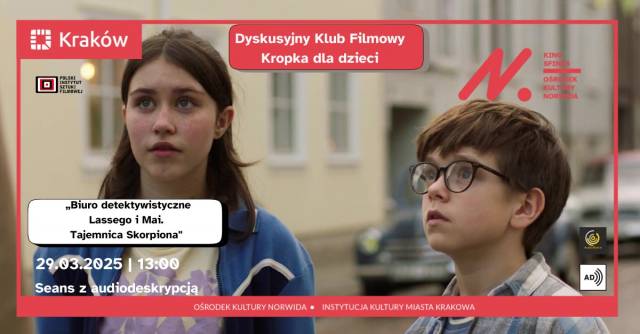 Kraków
Dyskusyjny Klub Filmowy
Kropka dla dzieci
POLSKI
INSTYTUT
SZTUKI
FILMOWEJ
N.
KINO
SFINKS
OŚRODEK
KULTURY
NORWIDA
„Biuro detektywistyczne
Lassego i Mai.
Tajemnica Skorpiona"
29.03.2025 | 13:00
Seans z audiodeskrypcją
AD
OŚRODEK KULTURY NORWIDA ● INSTYTUCJA KULTURY MIASTA KRAKOWA